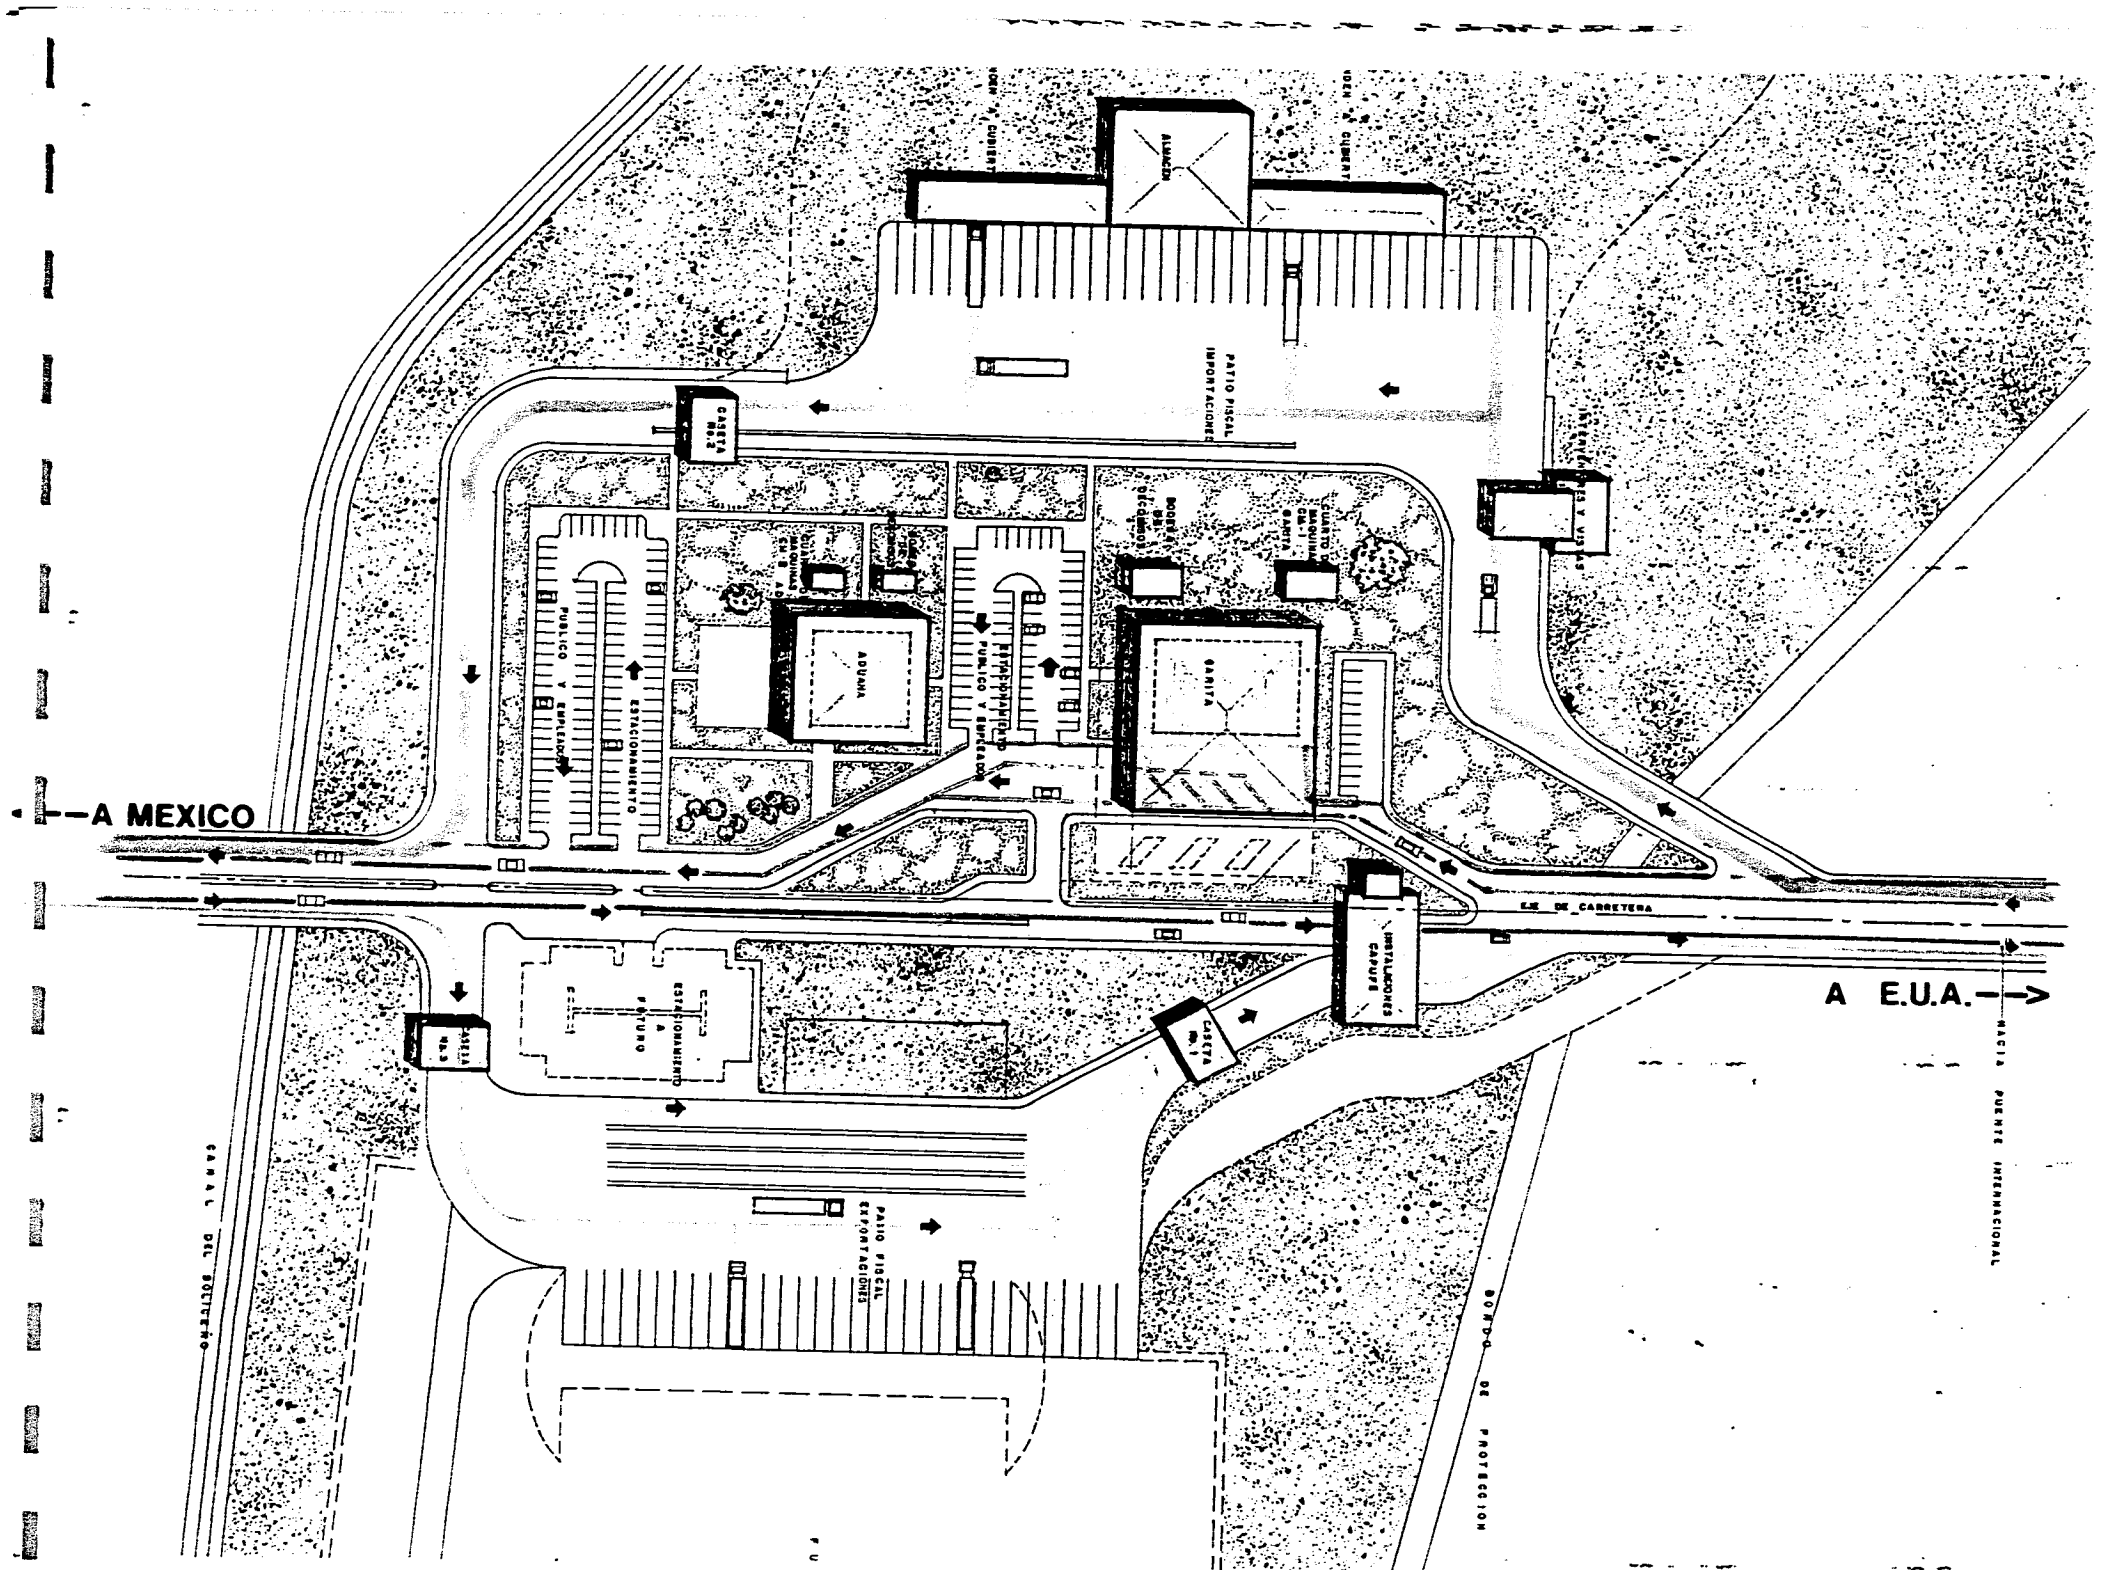 ALMACEN
PATIO FISCAL
IMPORTACIONES
CASETA
No. 2
PUBLICO Y EMPLEADOS
ESTACIONAMIENTO
ADUANA
ESTACIONAMIENTO
PUBLICO Y EMPLEADOS
GARITA
A MEXICO
EJE DE CARRETERA
INSTALACIONES
CAPUFE
A E.U.A.
CASETA
No. 1
CASETA
No. 3
ESTACIONAMIENTO
A
FUTURO
HACIA PUENTE INTERNACIONAL
PATIO FISCAL
EXPORTACIONES
CANAL DEL SOLITEÑO
BORDO DE PROTECCION